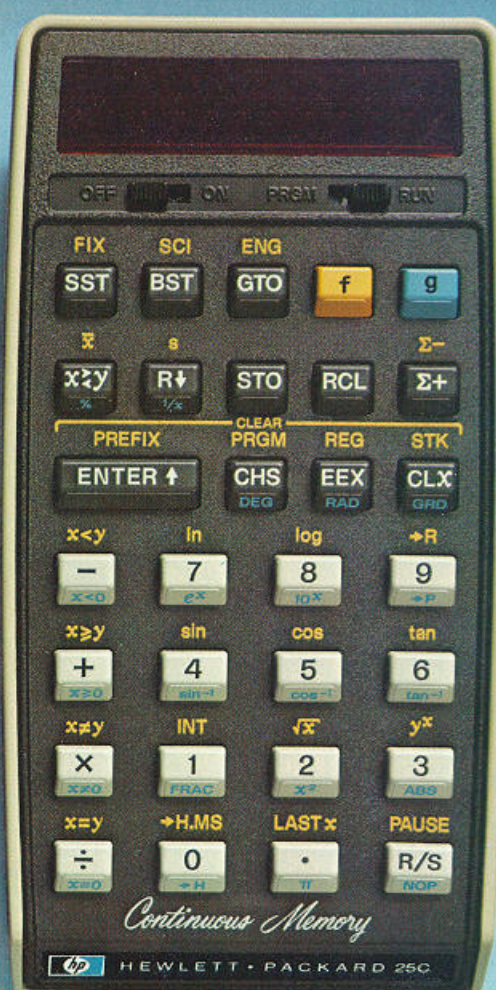 OFF ON PRGM RUN
FIX SCI ENG
SST BST GTO f g
x̅ s Σ−
x⇄y R↓ STO RCL Σ+
% 1/x
CLEAR
PREFIX PRGM REG STK
ENTER ↑ CHS EEX CLX
DEG RAD GRD
x<y ln log →R
− 7 8 9
x<0 eˣ 10ˣ →P
x≥y sin cos tan
+ 4 5 6
x≥0 sin⁻¹ cos⁻¹ tan⁻¹
x≠y INT √x yˣ
× 1 2 3
x≠0 FRAC x² ABS
x=y →H.MS LAST x PAUSE
÷ 0 · R/S
x=0 →H π NOP
Continuous Memory
hp HEWLETT • PACKARD 25C